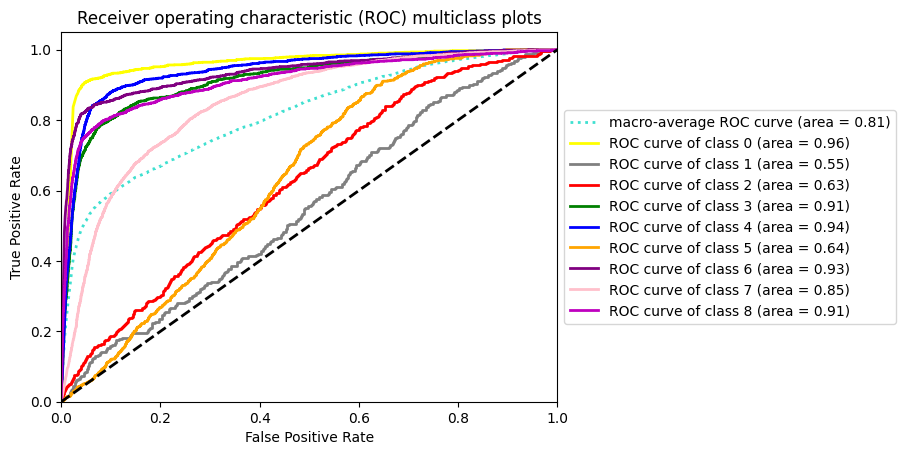 Receiver operating characteristic (ROC) multiclass plots
True Positive Rate
1.0
0.8
0.6
0.4
0.2
0.0
0.0 0.2 0.4 0.6 0.8 1.0
False Positive Rate
macro-average ROC curve (area = 0.81)
ROC curve of class 0 (area = 0.96)
ROC curve of class 1 (area = 0.55)
ROC curve of class 2 (area = 0.63)
ROC curve of class 3 (area = 0.91)
ROC curve of class 4 (area = 0.94)
ROC curve of class 5 (area = 0.64)
ROC curve of class 6 (area = 0.93)
ROC curve of class 7 (area = 0.85)
ROC curve of class 8 (area = 0.91)